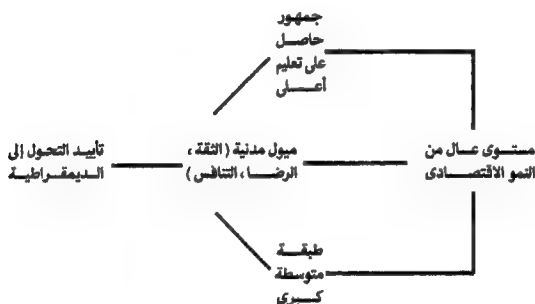 جمهور
حاصل
على تعليم
أعلى
مستوى عال من
النمو الاقتصادى
ميول مدنية (الثقة،
الرضا، التنافس)
تأييد التحول إلى
الديمقراطية
طبقة
متوسطة
كبرى